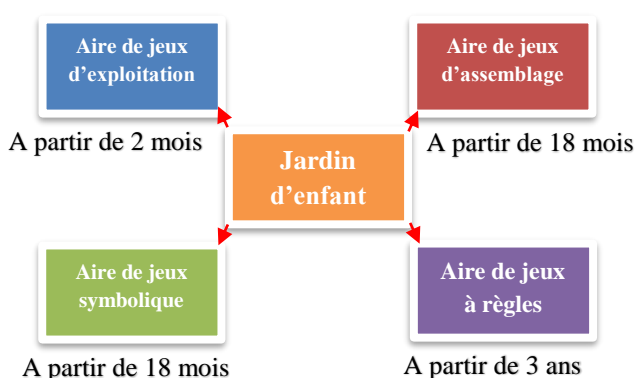 Aire de jeux
d'exploitation
Aire de jeux
d'assemblage
A partir de 2 mois
A partir de 18 mois
Jardin
d'enfant
Aire de jeux
symbolique
Aire de jeux
à règles
A partir de 18 mois
A partir de 3 ans